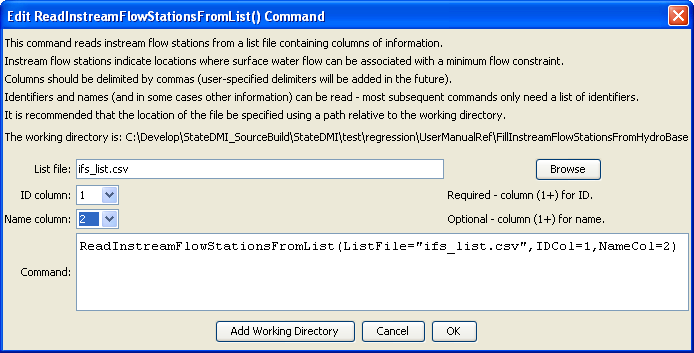 Edit ReadInstreamFlowStationsFromList() Command
This command reads instream flow stations from a list file containing columns of information.
Instream flow stations indicate locations where surface water flow can be associated with a minimum flow constraint.
Columns should be delimited by commas (user-specified delimiters will be added in the future).
Identifiers and names (and in some cases other information) can be read - most subsequent commands only need a list of identifiers.
It is recommended that the location of the file be specified using a path relative to the working directory.
The working directory is: C:\Develop\StateDMI_SourceBuild\StateDMI\test\regression\UserManualRef\FillInstreamFlowStationsFromHydroBase
List file: ifs_list.csv Browse
ID column: 1 Required - column (1+) for ID.
Name column: 2 Optional - column (1+) for name.
ReadInstreamFlowStationsFromList(ListFile="ifs_list.csv",IDCol=1,NameCol=2)
Command:
Add Working Directory Cancel OK